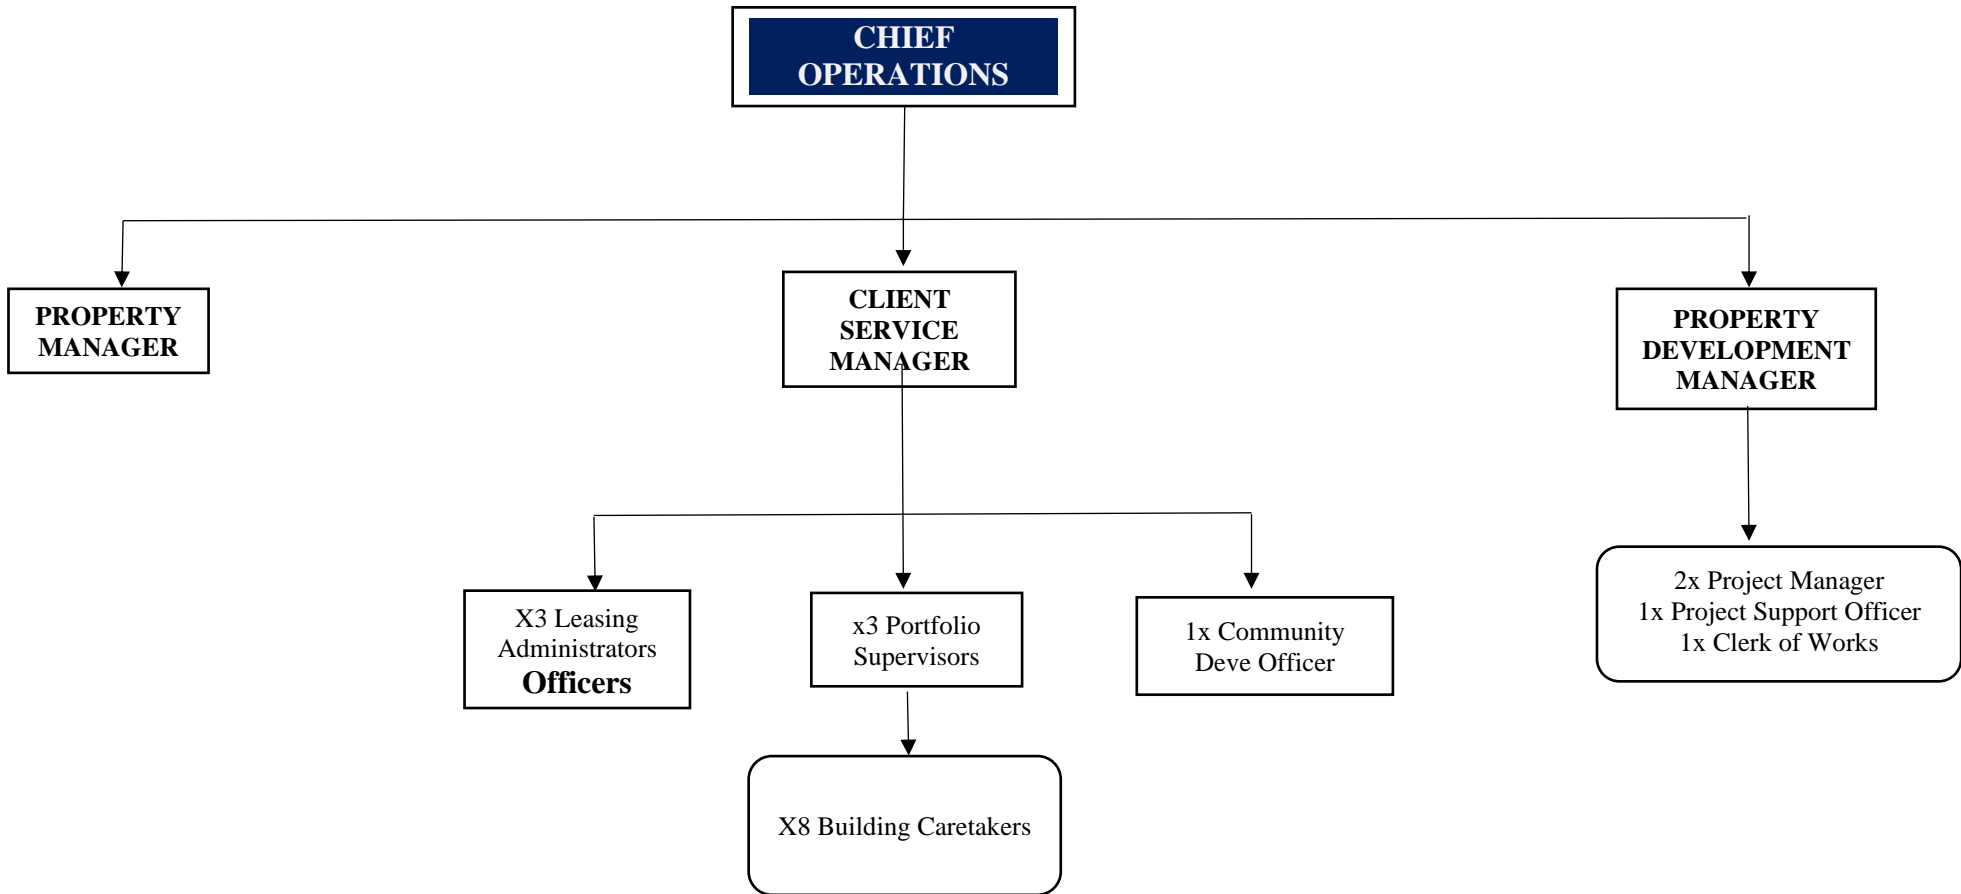 CHIEF
OPERATIONS
PROPERTY
MANAGER
CLIENT
SERVICE
MANAGER
PROPERTY
DEVELOPMENT
MANAGER
X3 Leasing
Administrators
Officers
x3 Portfolio
Supervisors
1x Community
Deve Officer
2x Project Manager
1x Project Support Officer
1x Clerk of Works
X8 Building Caretakers